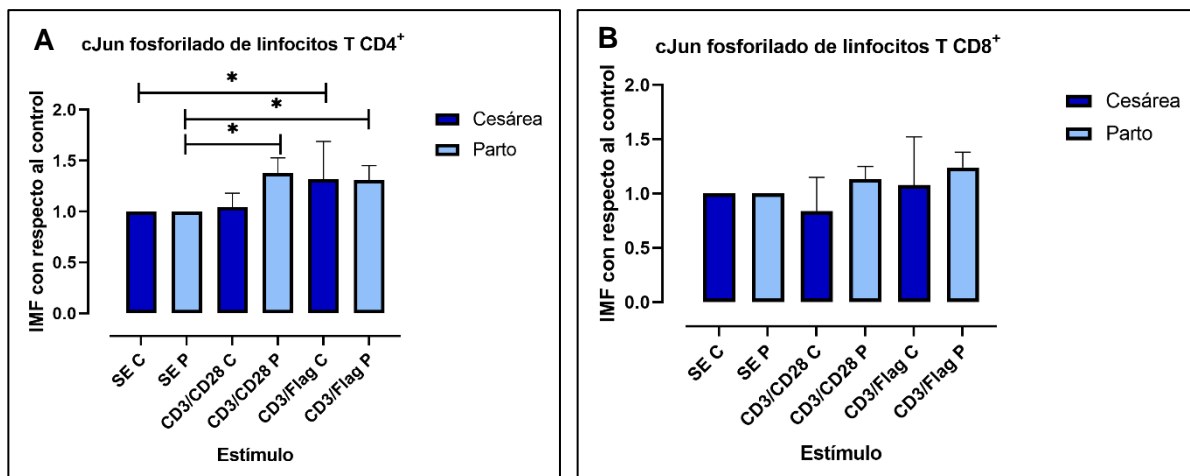 A
cJun fosforilado de linfocitos T CD4+
*
*
*
IMF con respecto al control
2.0
1.5
1.0
0.5
0.0
SE C
SE P
CD3/CD28 C
CD3/CD28 P
CD3/Flag C
CD3/Flag P
Estímulo
Cesárea
Parto
B
cJun fosforilado de linfocitos T CD8+
IMF con respecto al control
2.0
1.5
1.0
0.5
0.0
SE C
SE P
CD3/CD28 C
CD3/CD28 P
CD3/Flag C
CD3/Flag P
Estímulo
Cesárea
Parto